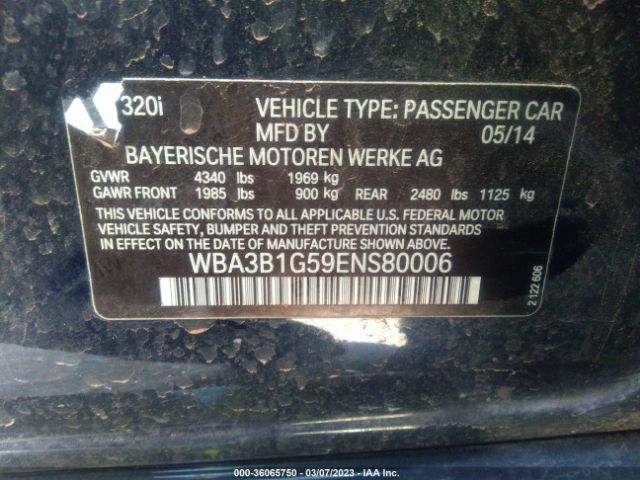 320i VEHICLE TYPE: PASSENGER CAR
MFD BY 05/14
BAYERISCHE MOTOREN WERKE AG
GVWR 4340 lbs 1969 kg
GAWR FRONT 1985 lbs 900 kg REAR 2480 lbs 1125 kg
THIS VEHICLE CONFORMS TO ALL APPLICABLE U.S. FEDERAL MOTOR
VEHICLE SAFETY, BUMPER AND THEFT PREVENTION STANDARDS
IN EFFECT ON THE DATE OF MANUFACTURE SHOWN ABOVE.
WBA3B1G59ENS80006
2 122 606
000-36065750 — 03/07/2023 — IAA Inc.